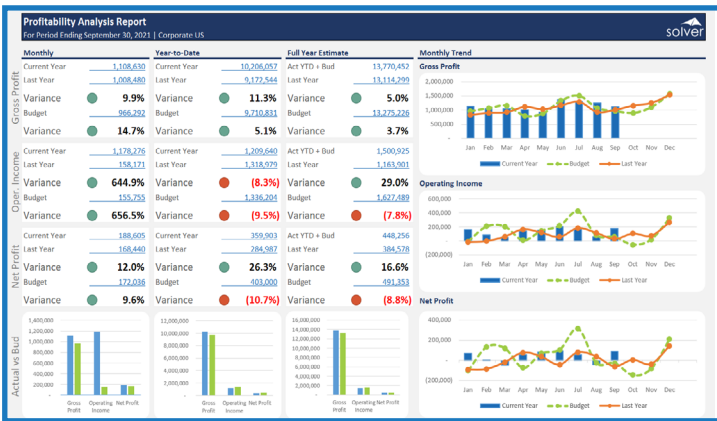 Profitability Analysis Report
For Period Ending September 30, 2021 | Corporate US
solver
Monthly
Year-to-Date
Full Year Estimate
Monthly Trend
Gross Profit
Current Year 1,108,630 Current Year 10,206,057 Act YTD + Bud 13,770,452
Last Year 1,008,480 Last Year 9,172,544 Last Year 13,114,299
Variance 9.9% Variance 11.3% Variance 5.0%
Budget 966,292 Budget 9,710,831 Budget 13,275,226
Variance 14.7% Variance 5.1% Variance 3.7%
Oper. Income
Current Year 1,178,276 Current Year 1,209,640 Act YTD + Bud 1,500,925
Last Year 158,171 Last Year 1,318,979 Last Year 1,163,901
Variance 644.9% Variance (8.3%) Variance 29.0%
Budget 155,755 Budget 1,336,204 Budget 1,627,489
Variance 656.5% Variance (9.5%) Variance (7.8%)
Net Profit
Current Year 188,605 Current Year 359,903 Act YTD + Bud 448,256
Last Year 168,440 Last Year 284,987 Last Year 384,578
Variance 12.0% Variance 26.3% Variance 16.6%
Budget 172,036 Budget 403,000 Budget 491,353
Variance 9.6% Variance (10.7%) Variance (8.8%)
Actual vs Bud
1,400,000
1,200,000
1,000,000
800,000
600,000
400,000
200,000
-
Gross Profit Operating Income Net Profit
12,000,000
10,000,000
8,000,000
6,000,000
4,000,000
2,000,000
-
Gross Profit Operating Income Net Profit
16,000,000
14,000,000
12,000,000
10,000,000
8,000,000
6,000,000
4,000,000
2,000,000
-
Gross Profit Operating Income Net Profit
Gross Profit
2,000,000
1,500,000
1,000,000
500,000
-
Jan Feb Mar Apr May Jun Jul Aug Sep Oct Nov Dec
Current Year Budget Last Year
Operating Income
600,000
400,000
200,000
-
(200,000)
Jan Feb Mar Apr May Jun Jul Aug Sep Oct Nov Dec
Current Year Budget Last Year
Net Profit
400,000
200,000
-
(200,000)
Jan Feb Mar Apr May Jun Jul Aug Sep Oct Nov Dec
Current Year Budget Last Year